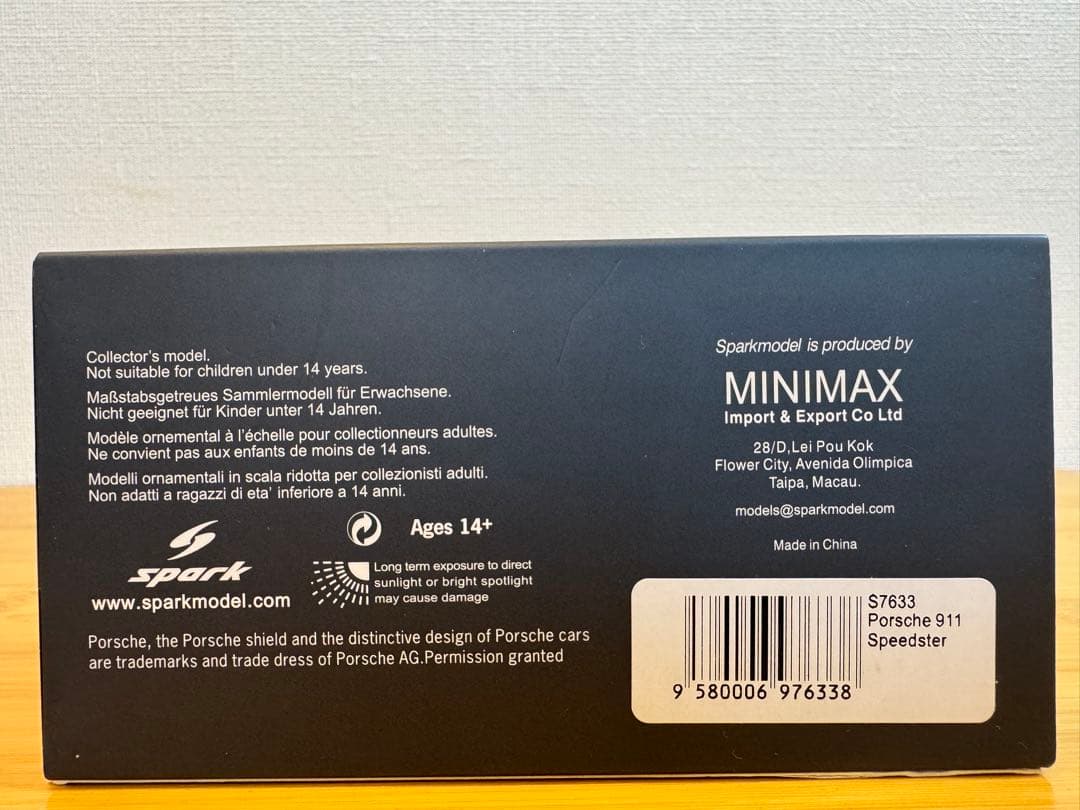 Collector's model.
Not suitable for children under 14 years.
Maßstabsgetreues Sammlermodell für Erwachsene.
Nicht geeignet für Kinder unter 14 Jahren.
Modèle ornemental à l'échelle pour collectionneurs adultes.
Ne convient pas aux enfants de moins de 14 ans.
Modelli ornamentali in scala ridotta per collezionisti adulti.
Non adatti a ragazzi di eta' inferiore a 14 anni.
Ages 14+
spark
www.sparkmodel.com
Long term exposure to direct
sunlight or bright spotlight
may cause damage
Porsche, the Porsche shield and the distinctive design of Porsche cars
are trademarks and trade dress of Porsche AG.Permission granted
Sparkmodel is produced by
MINIMAX
Import & Export Co Ltd
28/D,Lei Pou Kok
Flower City, Avenida Olimpica
Taipa, Macau.
models@sparkmodel.com
Made in China
S7633
Porsche 911
Speedster
9 580006 976338